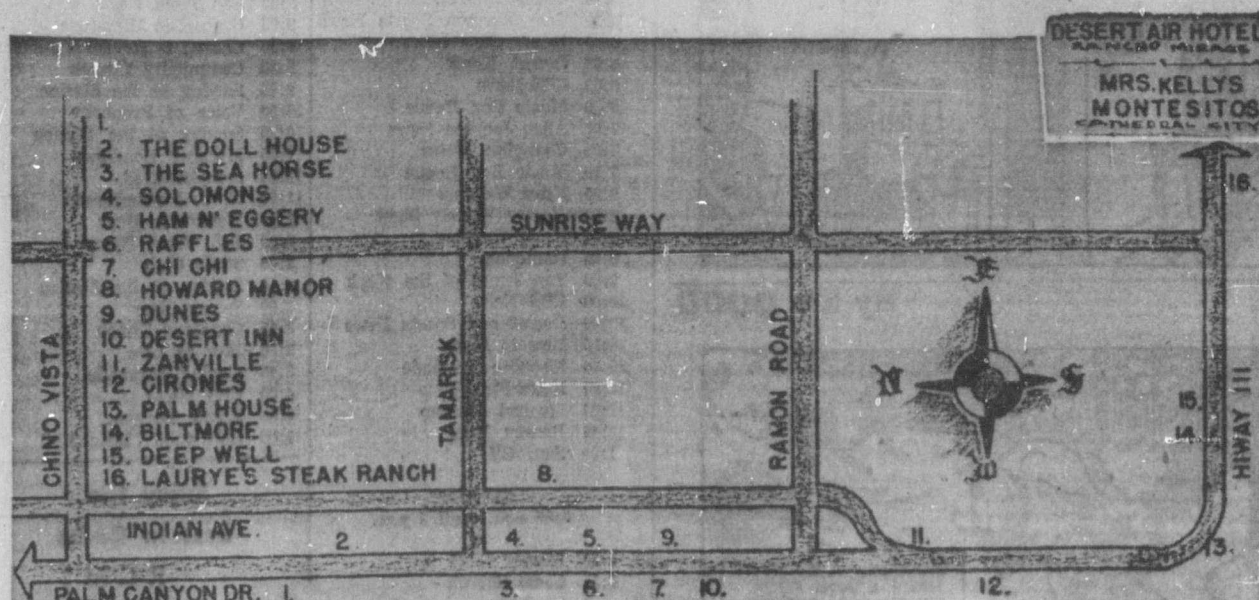 DESERT AIR HOTEL
RANCHO MIRAGE
MRS. KELLYS
MONTESITOS
CATHEDRAL CITY
1.
2. THE DOLL HOUSE
3. THE SEA HORSE
4. SOLOMONS
5. HAM N' EGGERY
6. RAFFLES
7. CHI CHI
8. HOWARD MANOR
9. DUNES
10. DESERT INN
11. ZANVILLE
12. CIRONES
13. PALM HOUSE
14. BILTMORE
15. DEEP WELL
16. LAURYE'S STEAK RANCH
16.
SUNRISE WAY
CHINO VISTA
TAMARISK
RAMON ROAD
E
N
S
W
15.
14.
HIWAY 111
8.
INDIAN AVE.
2.
4.
5.
9.
11.
13.
PALM CANYON DR.
1.
3.
6.
7.
10.
12.